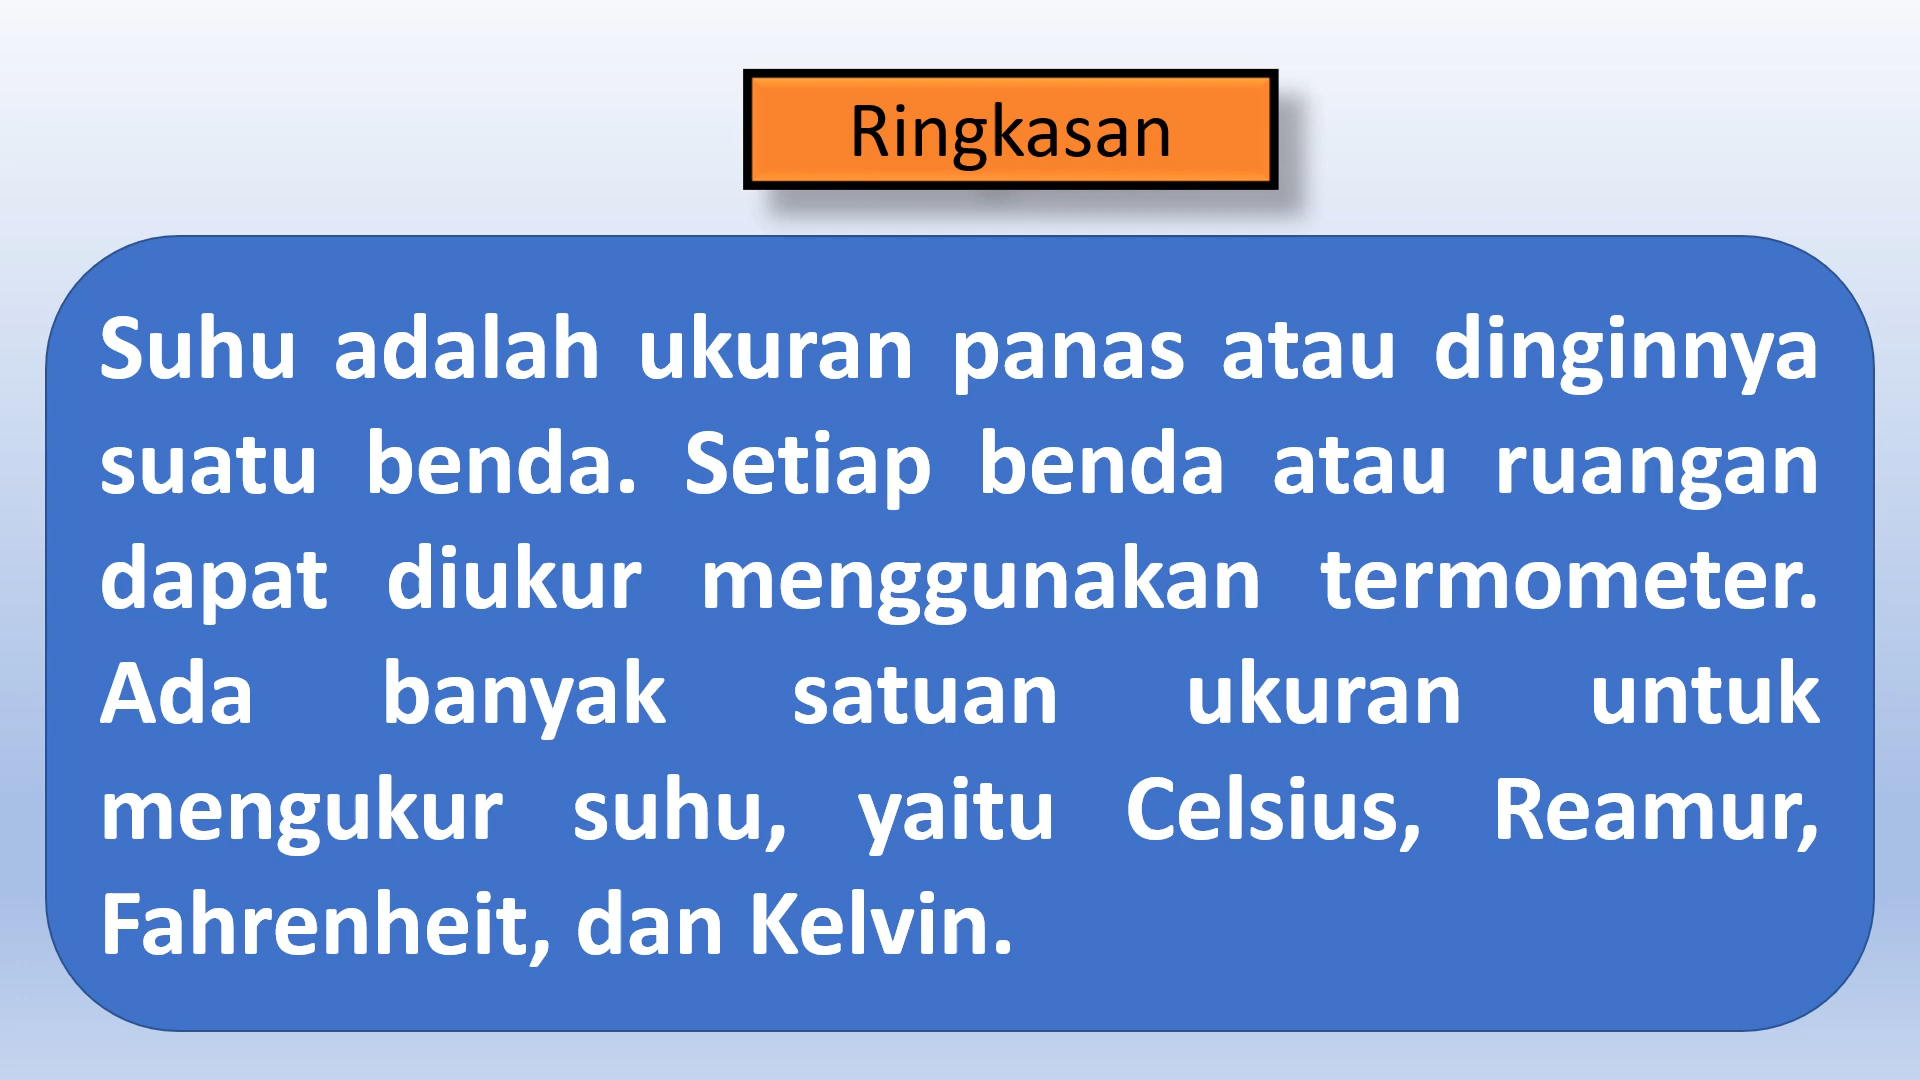 Ringkasan
Suhu adalah ukuran panas atau dinginnya
suatu benda. Setiap benda atau ruangan
dapat diukur menggunakan termometer.
Ada banyak satuan ukuran untuk
mengukur suhu, yaitu Celsius, Reamur,
Fahrenheit, dan Kelvin.